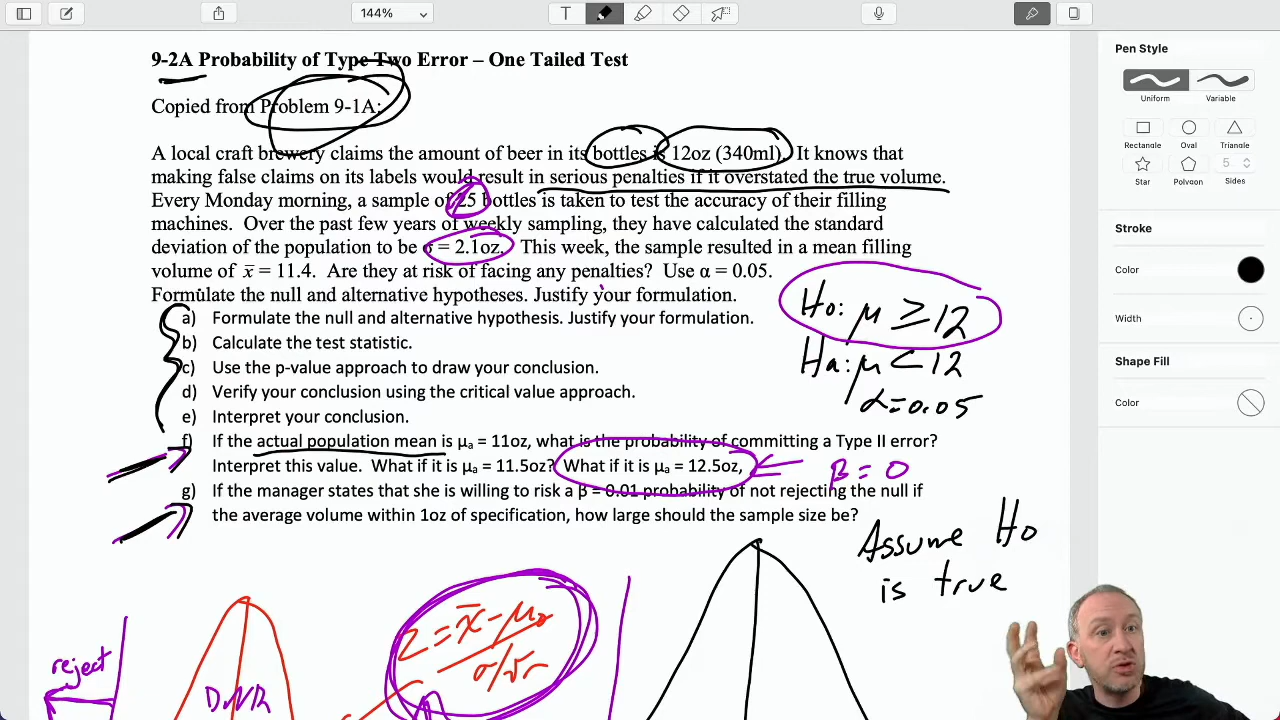 144%
T
9-2A Probability of Type Two Error – One Tailed Test
Copied from Problem 9-1A:
A local craft brewery claims the amount of beer in its bottles is 12oz (340ml). It knows that
making false claims on its labels would result in serious penalties if it overstated the true volume.
Every Monday morning, a sample of 25 bottles is taken to test the accuracy of their filling
machines. Over the past few years of weekly sampling, they have calculated the standard
deviation of the population to be σ = 2.1oz. This week, the sample resulted in a mean filling
volume of x̄ = 11.4. Are they at risk of facing any penalties? Use α = 0.05.
Formulate the null and alternative hypotheses. Justify your formulation.
a) Formulate the null and alternative hypothesis. Justify your formulation.
b) Calculate the test statistic.
c) Use the p-value approach to draw your conclusion.
d) Verify your conclusion using the critical value approach.
e) Interpret your conclusion.
f) If the actual population mean is μₐ = 11oz, what is the probability of committing a Type II error?
Interpret this value. What if it is μₐ = 11.5oz? What if it is μₐ = 12.5oz,
g) If the manager states that she is willing to risk a β = 0.01 probability of not rejecting the null if
the average volume within 1oz of specification, how large should the sample size be?
Ho: μ ≥ 12
Ha: μ < 12
α = 0.05
β = 0
Assume Ho
is true
reject
DNR
Z = x̄ - μ₀
σ/√n
Pen Style
Uniform
Variable
Rectangle
Oval
Triangle
Star
Polygon
5
Sides
Stroke
Color
Width
Shape Fill
Color